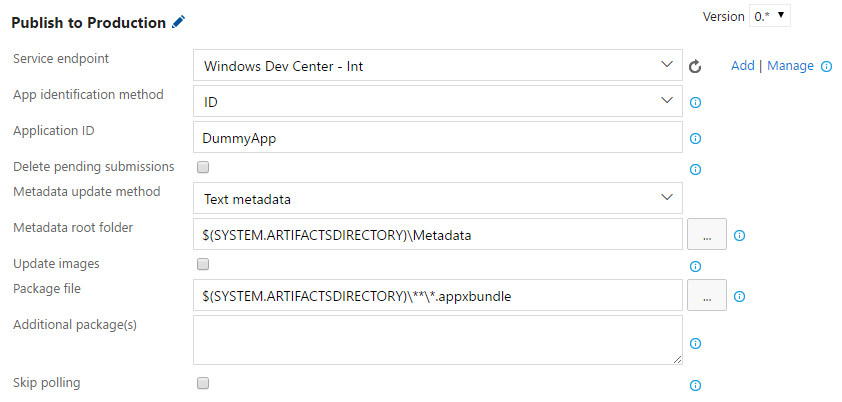 Publish to Production
Version 0.*
Service endpoint
Windows Dev Center - Int
Add | Manage
App identification method
ID
Application ID
DummyApp
Delete pending submissions
Metadata update method
Text metadata
Metadata root folder
$(SYSTEM.ARTIFACTSDIRECTORY)\Metadata
...
Update images
Package file
$(SYSTEM.ARTIFACTSDIRECTORY)\**\*.appxbundle
...
Additional package(s)
Skip polling